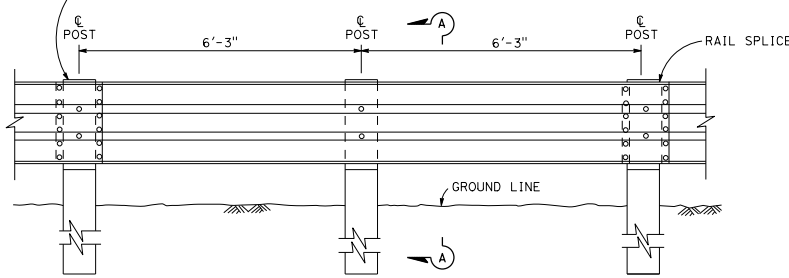 ℄
POST
6'-3"
A
℄
POST
6'-3"
℄
POST
RAIL SPLICE
GROUND LINE
A